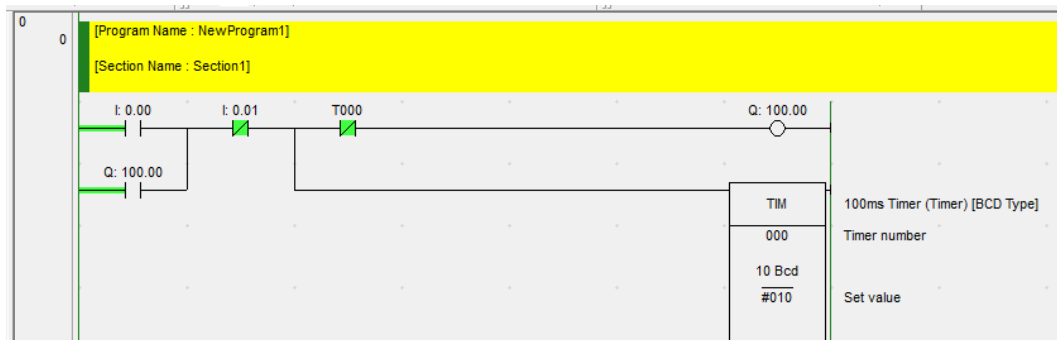 0
0
[Program Name : NewProgram1]
[Section Name : Section1]
I: 0.00 I: 0.01 T000 Q: 100.00
Q: 100.00
TIM 100ms Timer (Timer) [BCD Type]
000 Timer number
10 Bcd
#010 Set value